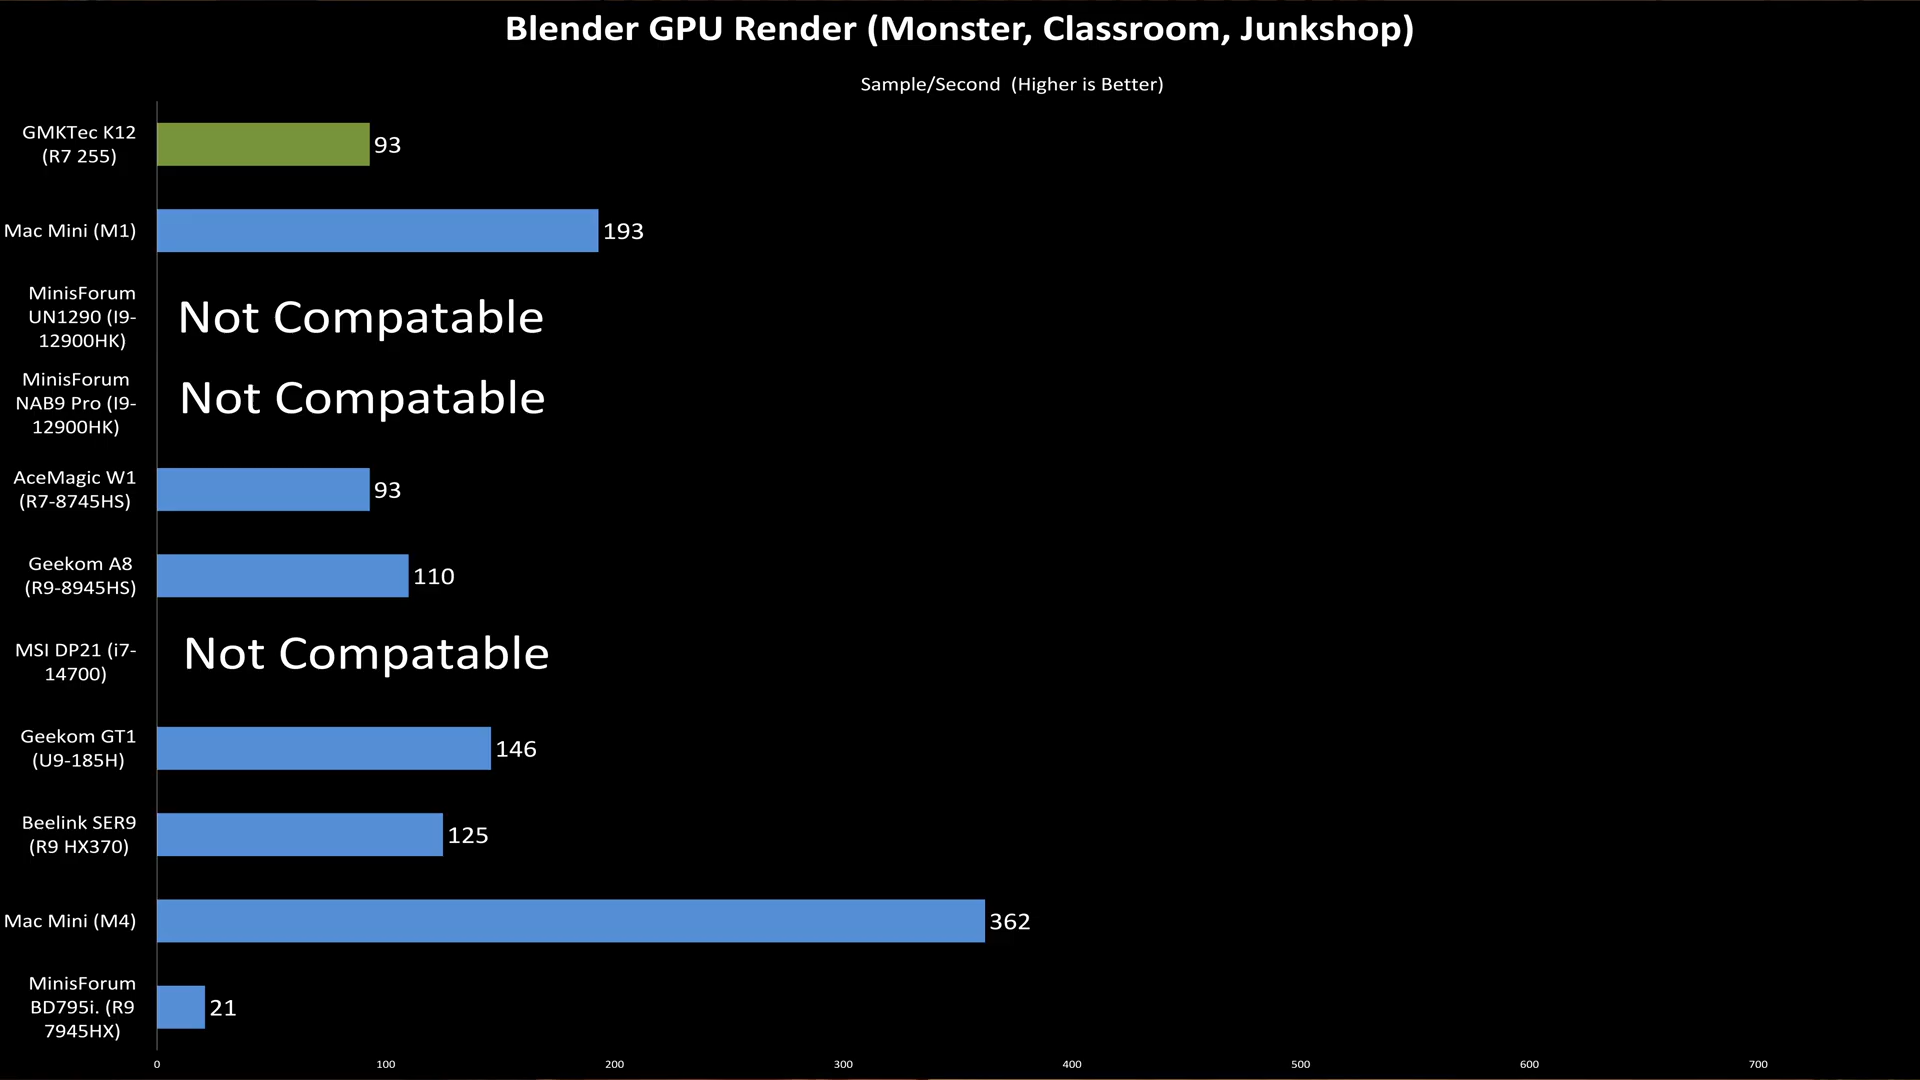 Blender GPU Render (Monster, Classroom, Junkshop)
Sample/Second (Higher is Better)
GMKTec K12
(R7 255)
93
Mac Mini (M1)
193
MinisForum
UN1290 (I9-
12900HK)
Not Compatable
MinisForum
NAB9 Pro (I9-
12900HK)
Not Compatable
AceMagic W1
(R7-8745HS)
93
Geekom A8
(R9-8945HS)
110
MSI DP21 (i7-
14700)
Not Compatable
Geekom GT1
(U9-185H)
146
Beelink SER9
(R9 HX370)
125
Mac Mini (M4)
362
MinisForum
BD795i. (R9
7945HX)
21
0 100 200 300 400 500 600 700